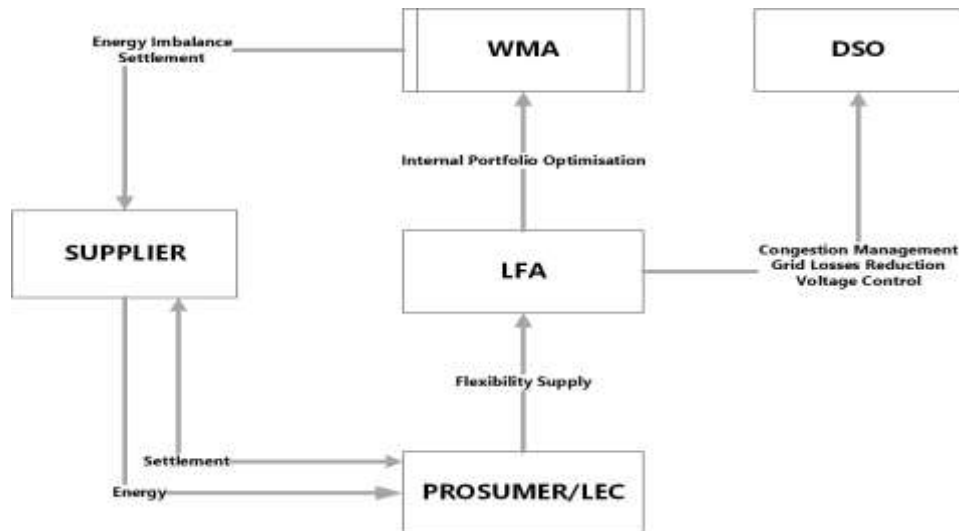 Energy Imbalance
Settlement
WMA
DSO
Internal Portfolio Optimisation
SUPPLIER
LFA
Congestion Management
Grid Losses Reduction
Voltage Control
Flexibility Supply
Settlement
Energy
PROSUMER/LEC